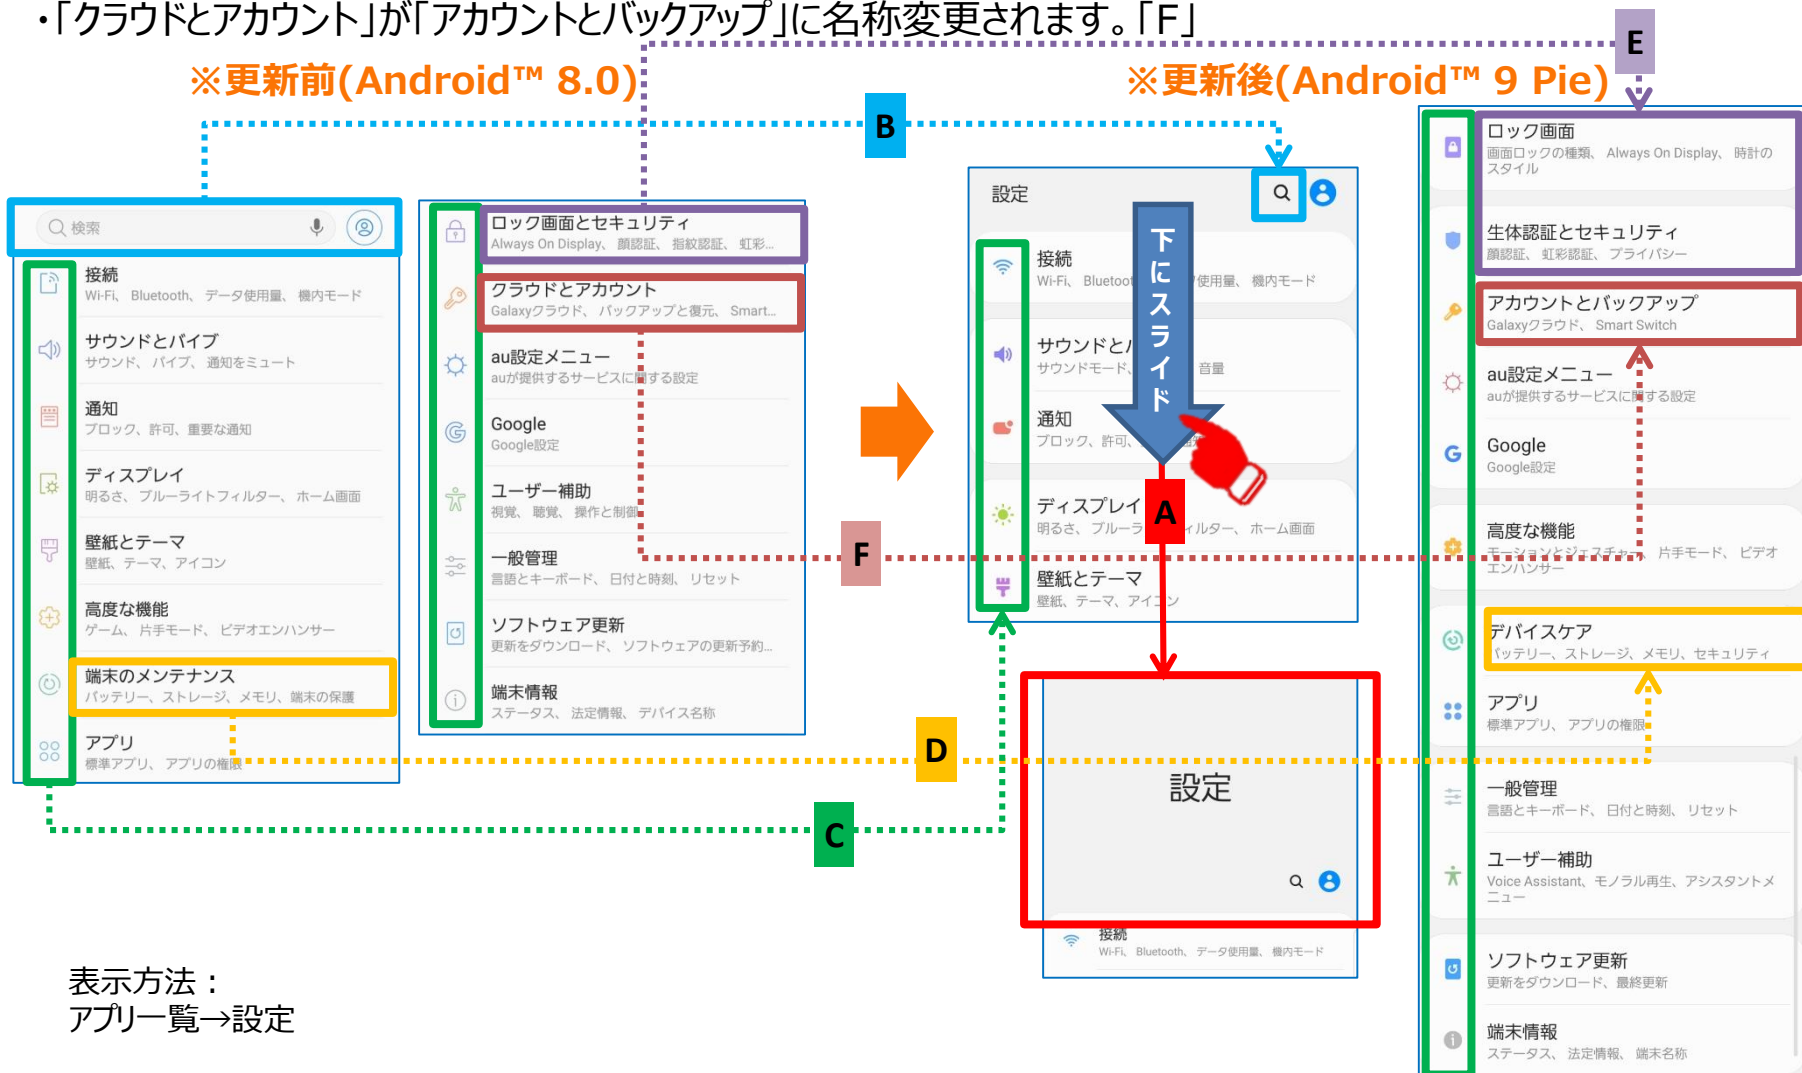 ・「クラウドとアカウント」が「アカウントとバックアップ」に名称変更されます。「F」
E
※更新前(Android™ 8.0)
※更新後(Android™ 9 Pie)
B
検索
接続
Wi-Fi、 Bluetooth、 データ使用量、 機内モード
サウンドとバイブ
サウンド、 バイブ、 通知をミュート
通知
ブロック、許可、重要な通知
ディスプレイ
明るさ、 ブルーライトフィルター、 ホーム画面
壁紙とテーマ
壁紙、テーマ、アイコン
高度な機能
ゲーム、 片手モード、 ビデオエンハンサー
端末のメンテナンス
バッテリー、ストレージ、メモリ、端末の保護
アプリ
標準アプリ、 アプリの権限
ロック画面とセキュリティ
Always On Display、 顔認証、 指紋認証、 虹彩...
クラウドとアカウント
Galaxyクラウド、 バックアップと復元、 Smart...
au設定メニュー
auが提供するサービスに関する設定
Google
Google設定
ユーザー補助
視覚、 聴覚、 操作と制御
一般管理
言語とキーボード、 日付と時刻、 リセット
ソフトウェア更新
更新をダウンロード、 ソフトウェアの更新予約...
端末情報
ステータス、 法定情報、 デバイス名称
F
D
C
設定
接続
Wi-Fi、 Bluetoo 使用量、 機内モード
サウンドと
サウンドモード、 音量
通知
ブロック、許可、
ディスプレイ
明るさ、 ブルーラ ィルター、 ホーム画面
壁紙とテーマ
壁紙、テーマ、アイコン
下にスライド
A
設定
接続
Wi-Fi、 Bluetooth、 データ使用量、 機内モード
ロック画面
画面ロックの種類、 Always On Display、 時計の
スタイル
生体認証とセキュリティ
顔認証、 虹彩認証、 プライバシー
アカウントとバックアップ
Galaxyクラウド、 Smart Switch
au設定メニュー
auが提供するサービスに関する設定
Google
Google設定
高度な機能
モーションとジェスチャー、 片手モード、 ビデオ
エンハンサー
デバイスケア
バッテリー、ストレージ、メモリ、セキュリティ
アプリ
標準アプリ、 アプリの権限
一般管理
言語とキーボード、 日付と時刻、 リセット
ユーザー補助
Voice Assistant、モノラル再生、アシスタントメ
ニュー
ソフトウェア更新
更新をダウンロード、最終更新
端末情報
ステータス、 法定情報、 端末名称
表示方法：
アプリ一覧→設定